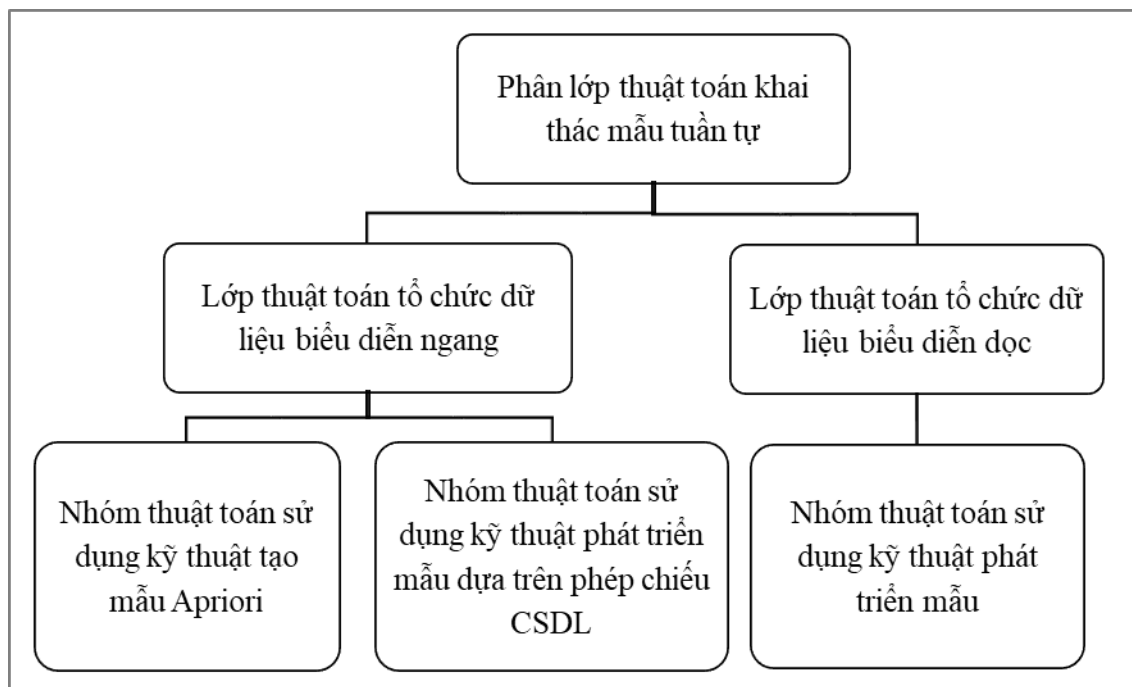 Phân lớp thuật toán khai
thác mẫu tuần tự
Lớp thuật toán tổ chức dữ
liệu biểu diễn ngang
Lớp thuật toán tổ chức dữ
liệu biểu diễn dọc
Nhóm thuật toán sử
dụng kỹ thuật tạo
mẫu Apriori
Nhóm thuật toán sử
dụng kỹ thuật phát triển
mẫu dựa trên phép chiếu
CSDL
Nhóm thuật toán sử
dụng kỹ thuật phát
triển mẫu